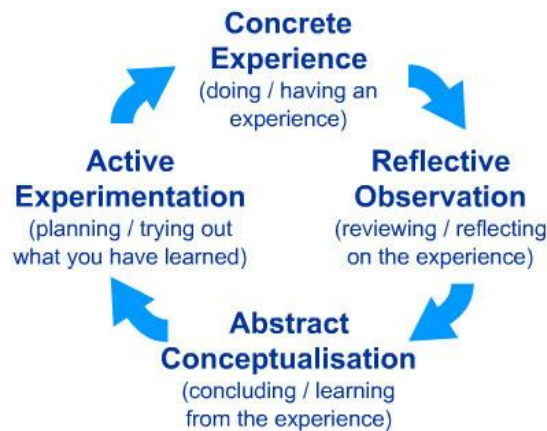 Concrete
Experience
(doing / having an
experience)
Reflective
Observation
(reviewing / reflecting
on the experience)
Abstract
Conceptualisation
(concluding / learning
from the experience)
Active
Experimentation
(planning / trying out
what you have learned)